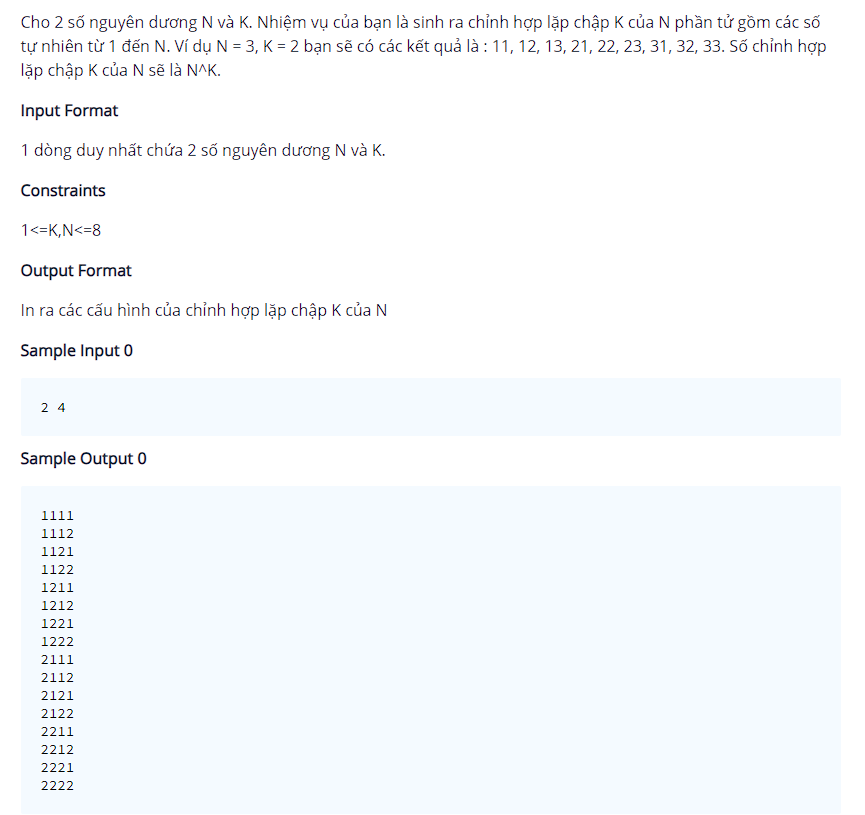 Cho 2 số nguyên dương N và K. Nhiệm vụ của bạn là sinh ra chỉnh hợp lặp chập K của N phần tử gồm các số
tự nhiên từ 1 đến N. Ví dụ N = 3, K = 2 bạn sẽ có các kết quả là : 11, 12, 13, 21, 22, 23, 31, 32, 33. Số chỉnh hợp
lặp chập K của N sẽ là N^K.
Input Format
1 dòng duy nhất chứa 2 số nguyên dương N và K.
Constraints
1<=K,N<=8
Output Format
In ra các cấu hình của chỉnh hợp lặp chập K của N
Sample Input 0
2 4
Sample Output 0
1111
1112
1121
1122
1211
1212
1221
1222
2111
2112
2121
2122
2211
2212
2221
2222